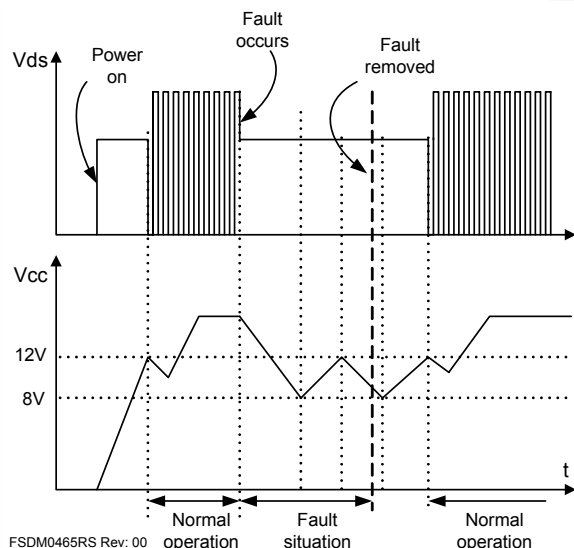 Vds
Power
on
Fault
occurs
Fault
removed
Vcc
12V
8V
t
Normal
operation
Fault
situation
Normal
operation
FSDM0465RS Rev: 00